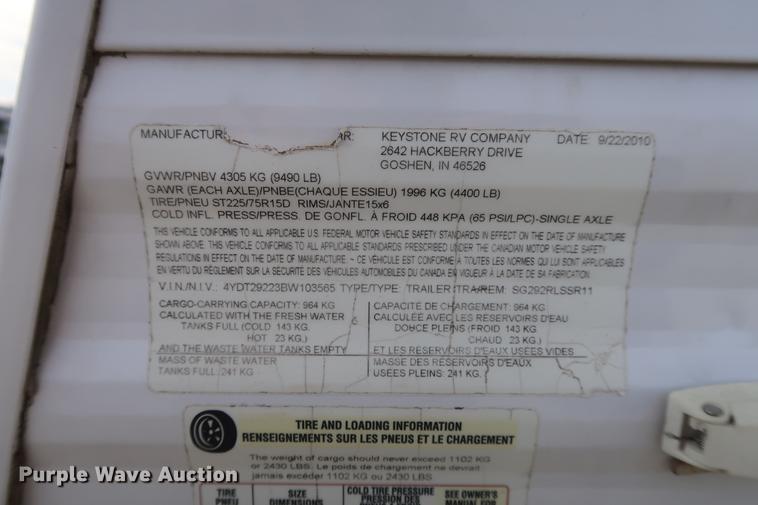 MANUFACTUR AR: KEYSTONE RV COMPANY DATE: 9/22/2010
2642 HACKBERRY DRIVE
GOSHEN, IN 46526
GVWR/PNBV 4305 KG (9490 LB)
GAWR (EACH AXLE)/PNBE(CHAQUE ESSIEU) 1996 KG (4400 LB)
TIRE/PNEU ST225/75R15D RIMS/JANTE15x6
COLD INFL. PRESS/PRESS. DE GONFL. À FROID 448 KPA (65 PSI/LPC)-SINGLE AXLE
THIS VEHICLE CONFORMS TO ALL APPLICABLE U.S. FEDERAL MOTOR VEHICLE SAFETY STANDARDS IN EFFECT ON THE DATE OF MANUFACTURE
SHOWN ABOVE. THIS VEHICLE CONFORMS TO ALL APPLICABLE STANDARDS PRESCRIBED UNDER THE CANADIAN MOTOR VEHICLE SAFETY
REGULATIONS IN EFFECT ON THE DATE OF MANUFACTURE. ~ CE VÉHICULE EST CONFORME À TOUTES LES NORMES QUI LUI SONT APPLICABLES
EN VERTU DU RÈGLEMENT SUR LA SÉCURITÉ DES VÉHICULES AUTOMOBILES DU CANADA EN VIGUEUR À LA DATE DE SA FABRICATION.
V.I.N./N.I.V.: 4YDT29223BW103565 TYPE/TYPE: TRAILER SG292RLSSR11
CARGO-CARRYING CAPACITY: 964 KG
CALCULATED WITH THE FRESH WATER
TANKS FULL (COLD 143 KG.
HOT 23 KG.)
AND THE WASTE WATER TANKS EMPTY
MASS OF WASTE WATER
TANKS FULL: 241 KG
CAPACITÉ DE CHARGEMENT: 964 KG.
CALCULÉE AVEC LES RÉSERVOIRS D'EAU
DOUCE PLEINS (FROID 143 KG.
CHAUD 23 KG.)
ET LES RÉSERVOIRS D'EAUX USÉES VIDES
MASSE DES RÉSERVOIRS D'EAUX
USÉES PLEINS: 241 KG.
TIRE AND LOADING INFORMATION
RENSEIGNEMENTS SUR LES PNEUS ET LE CHARGEMENT
The weight of cargo should never exceed 1102 KG
or 2430 LBS. Le poids de chargement ne devrait
jamais excéder 1102 KG ou 2430 LBS
TIRE SIZE COLD TIRE PRESSURE SEE OWNER'S
PNEU DIMENSIONS PRESSION DES MANUAL FOR
Purple Wave Auction